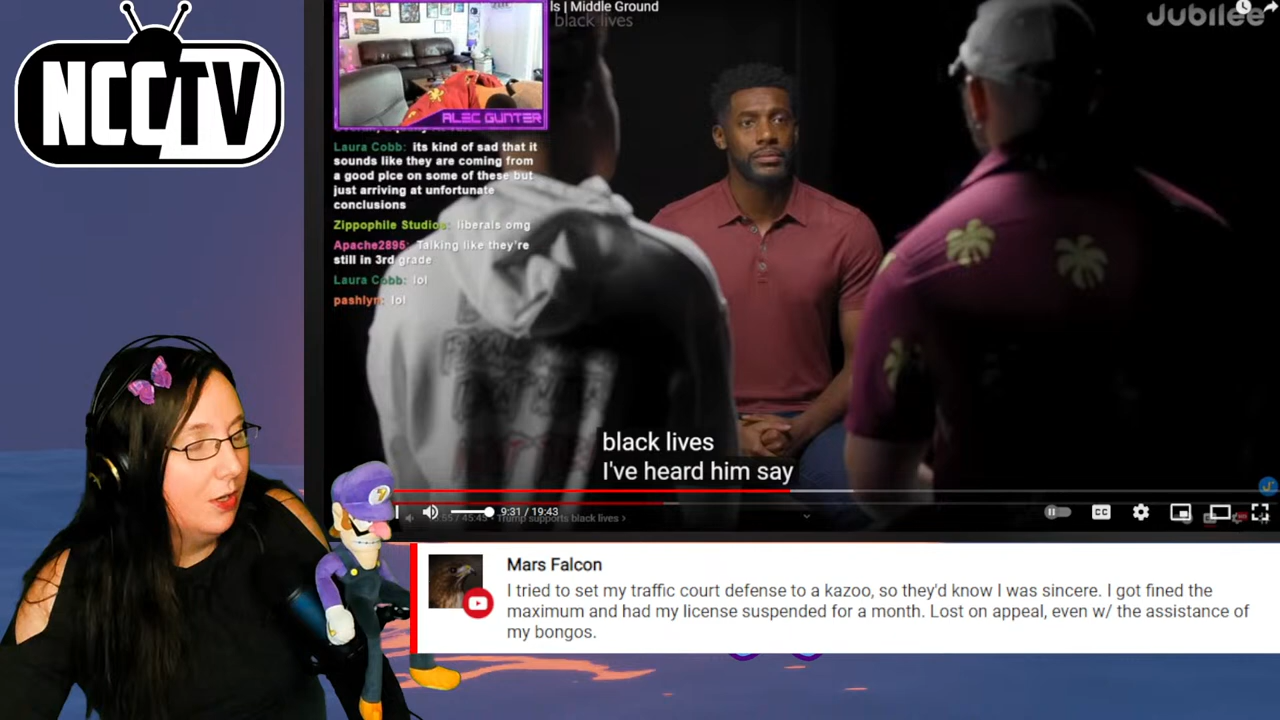 NCCTV
ls | Middle Ground
black lives
Jubilee
ALEC GUNTER
Laura Cobb: its kind of sad that it
sounds like they are coming from
a good plce on some of these but
just arriving at unfortunate
conclusions
Zippophile Studios: liberals omg
Apache2895: Talking like they're
still in 3rd grade
Laura Cobb: lol
pashlyn: lol
black lives
I've heard him say
9:31 / 19:43
/ 45:45 • Trump supports black lives >
CC
Mars Falcon
I tried to set my traffic court defense to a kazoo, so they'd know I was sincere. I got fined the
maximum and had my license suspended for a month. Lost on appeal, even w/ the assistance of
my bongos.